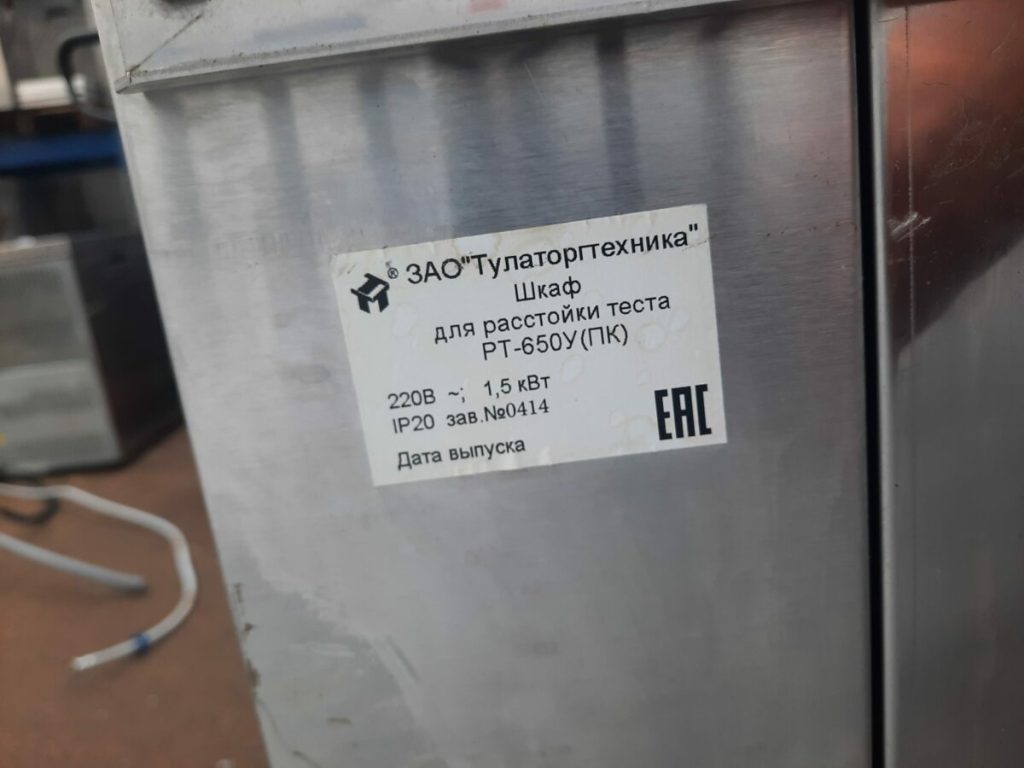 ® ЗАО"Тулаторгтехника"
Шкаф
для расстойки теста
РТ-650У(ПК)
220В ~; 1,5 кВт
IP20 зав.№0414
Дата выпуска
EAC